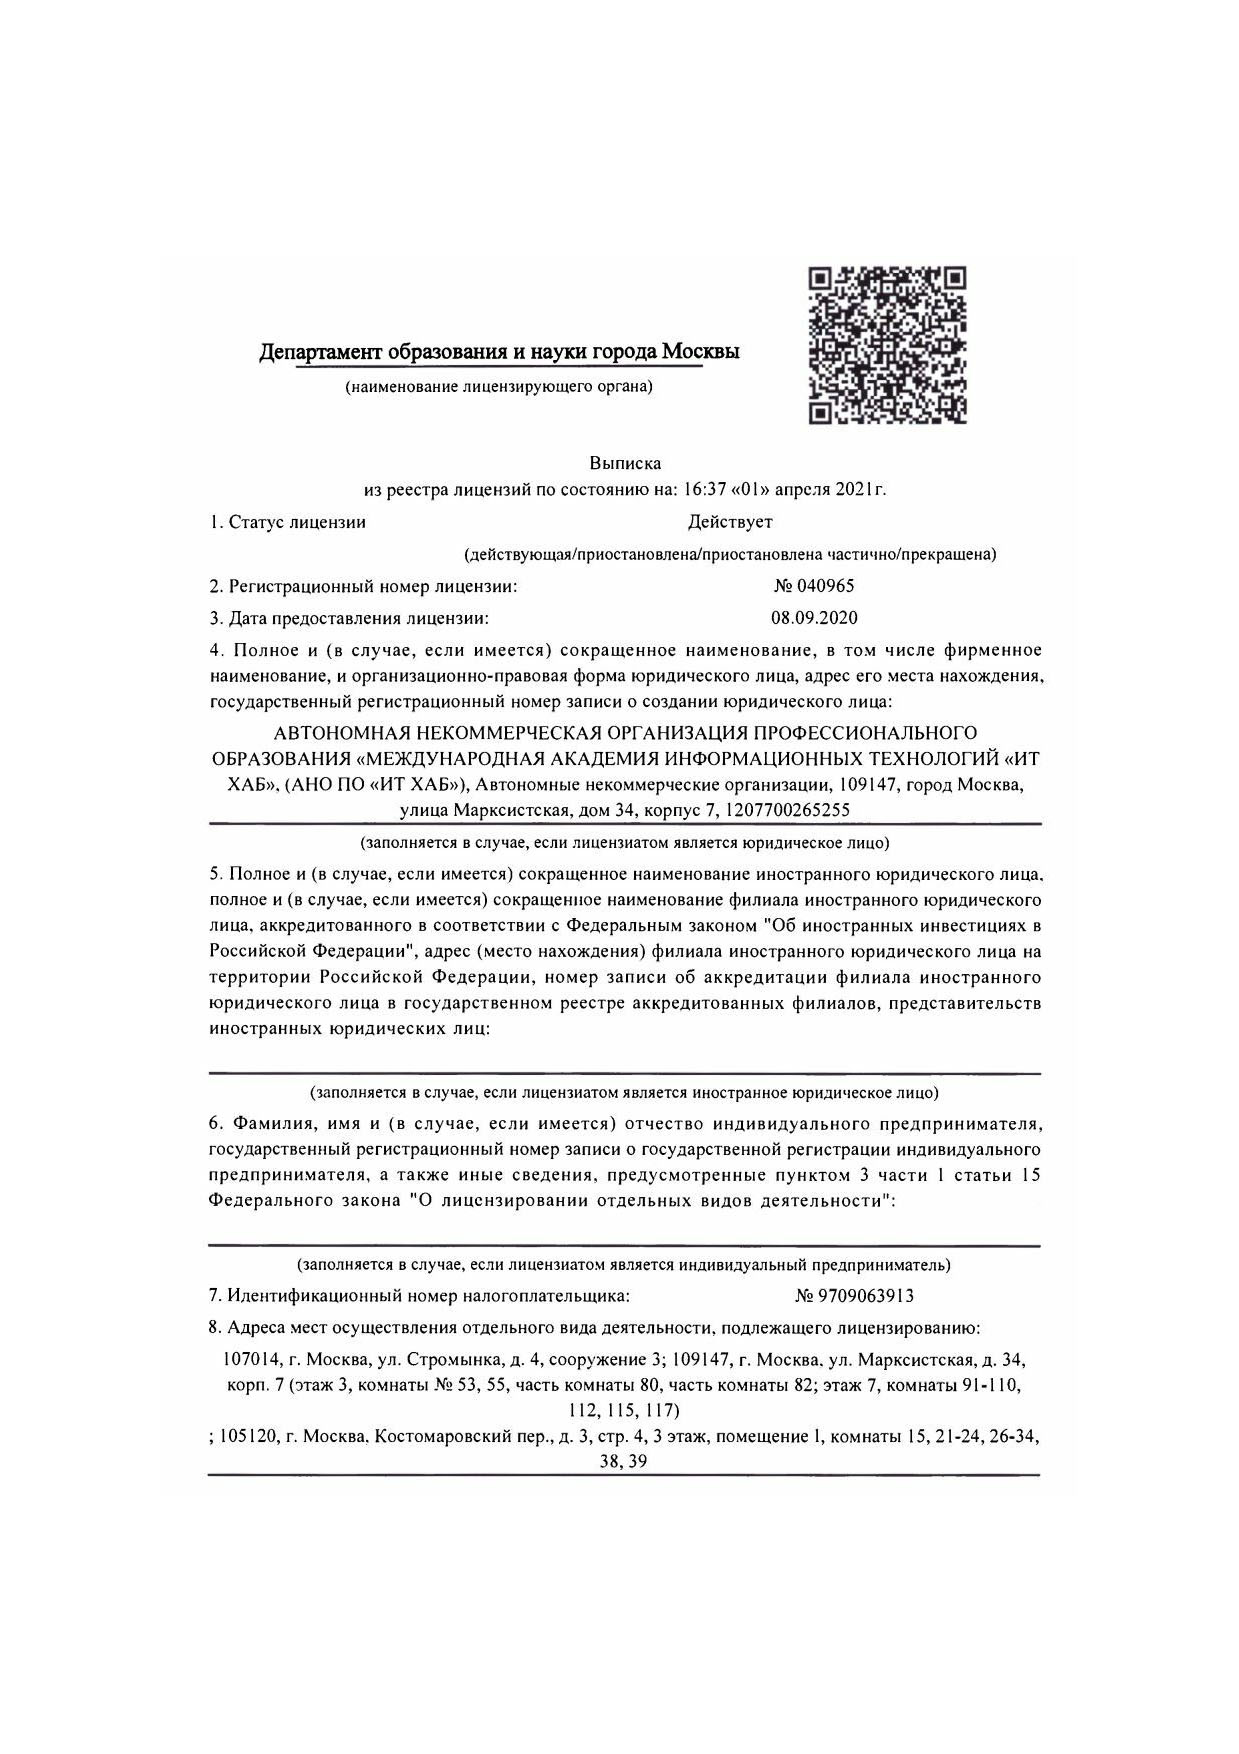 Департамент образования и науки города Москвы
(наименование лицензирующего органа)
Выписка
из реестра лицензий по состоянию на: 16:37 «01» апреля 2021г.
1. Статус лицензии Действует
(действующая/приостановлена/приостановлена частично/прекращена)
2. Регистрационный номер лицензии: № 040965
3. Дата предоставления лицензии: 08.09.2020
4. Полное и (в случае, если имеется) сокращенное наименование, в том числе фирменное
наименование, и организационно-правовая форма юридического лица, адрес его места нахождения,
государственный регистрационный номер записи о создании юридического лица:
АВТОНОМНАЯ НЕКОММЕРЧЕСКАЯ ОРГАНИЗАЦИЯ ПРОФЕССИОНАЛЬНОГО
ОБРАЗОВАНИЯ «МЕЖДУНАРОДНАЯ АКАДЕМИЯ ИНФОРМАЦИОННЫХ ТЕХНОЛОГИЙ «ИТ
ХАБ», (АНО ПО «ИТ ХАБ»), Автономные некоммерческие организации, 109147, город Москва,
улица Марксистская, дом 34, корпус 7, 1207700265255
(заполняется в случае, если лицензиатом является юридическое лицо)
5. Полное и (в случае, если имеется) сокращенное наименование иностранного юридического лица,
полное и (в случае, если имеется) сокращенное наименование филиала иностранного юридического
лица, аккредитованного в соответствии с Федеральным законом "Об иностранных инвестициях в
Российской Федерации", адрес (место нахождения) филиала иностранного юридического лица на
территории Российской Федерации, номер записи об аккредитации филиала иностранного
юридического лица в государственном реестре аккредитованных филиалов, представительств
иностранных юридических лиц:
(заполняется в случае, если лицензиатом является иностранное юридическое лицо)
6. Фамилия, имя и (в случае, если имеется) отчество индивидуального предпринимателя,
государственный регистрационный номер записи о государственной регистрации индивидуального
предпринимателя, а также иные сведения, предусмотренные пунктом 3 части 1 статьи 15
Федерального закона "О лицензировании отдельных видов деятельности":
(заполняется в случае, если лицензиатом является индивидуальный предприниматель)
7. Идентификационный номер налогоплательщика: № 9709063913
8. Адреса мест осуществления отдельного вида деятельности, подлежащего лицензированию:
107014, г. Москва, ул. Стромынка, д. 4, сооружение 3; 109147, г. Москва, ул. Марксистская, д. 34,
корп. 7 (этаж 3, комнаты № 53, 55, часть комнаты 80, часть комнаты 82; этаж 7, комнаты 91-110,
112, 115, 117)
; 105120, г. Москва, Костомаровский пер., д. 3, стр. 4, 3 этаж, помещение I, комнаты 15, 21-24, 26-34,
38, 39